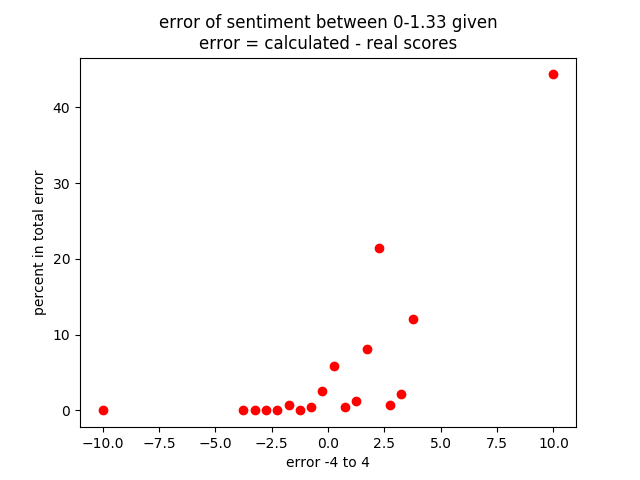 error of sentiment between 0-1.33 given
error = calculated - real scores
percent in total error
40
30
20
10
0
−10.0 −7.5 −5.0 −2.5 0.0 2.5 5.0 7.5 10.0
error -4 to 4